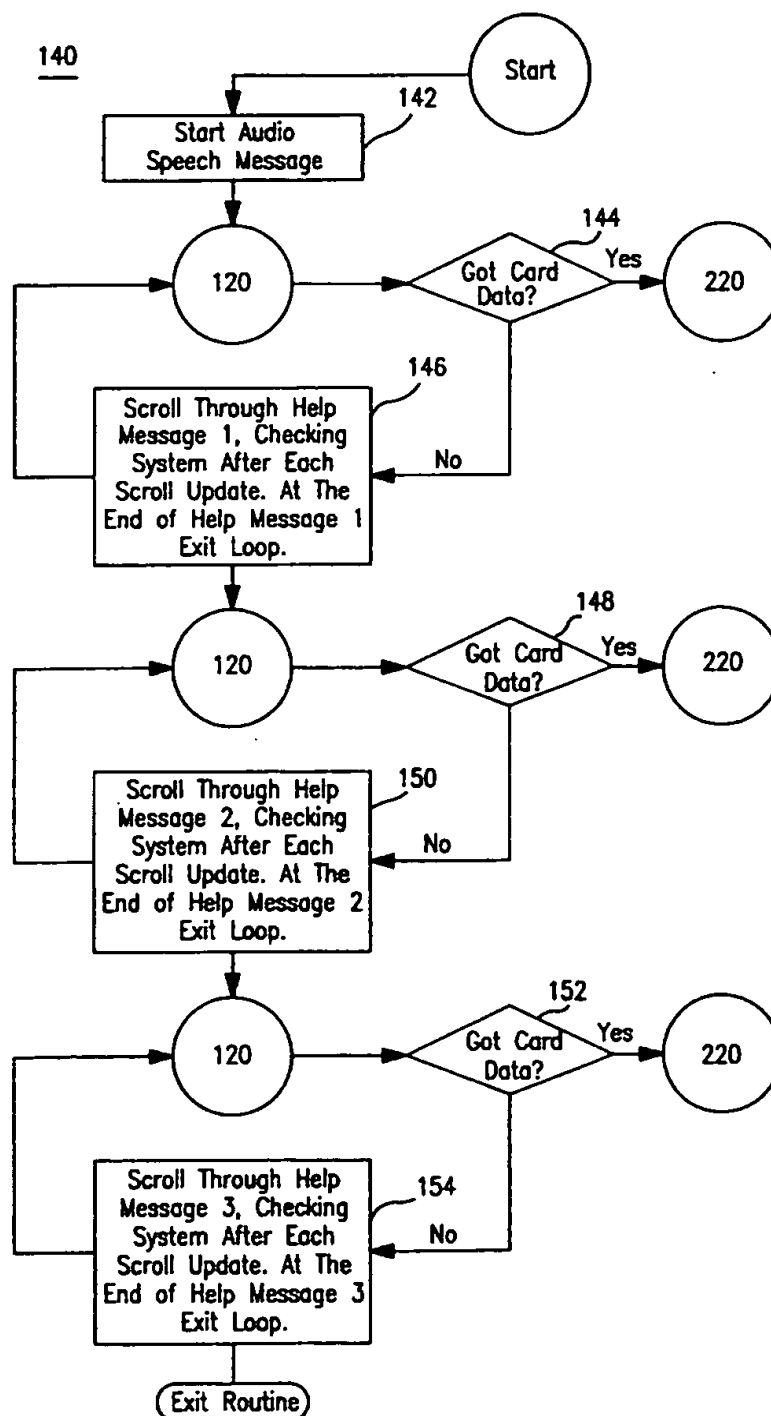 140
Start
142
Start Audio
Speech Message
144
120
Got Card
Data?
Yes
220
146
Scroll Through Help
Message 1, Checking
System After Each
Scroll Update. At The
End of Help Message 1
Exit Loop.
No
148
120
Got Card
Data?
Yes
220
150
Scroll Through Help
Message 2, Checking
System After Each
Scroll Update. At The
End of Help Message 2
Exit Loop.
No
152
120
Got Card
Data?
Yes
220
154
Scroll Through Help
Message 3, Checking
System After Each
Scroll Update. At The
End of Help Message 3
Exit Loop.
No
Exit Routine